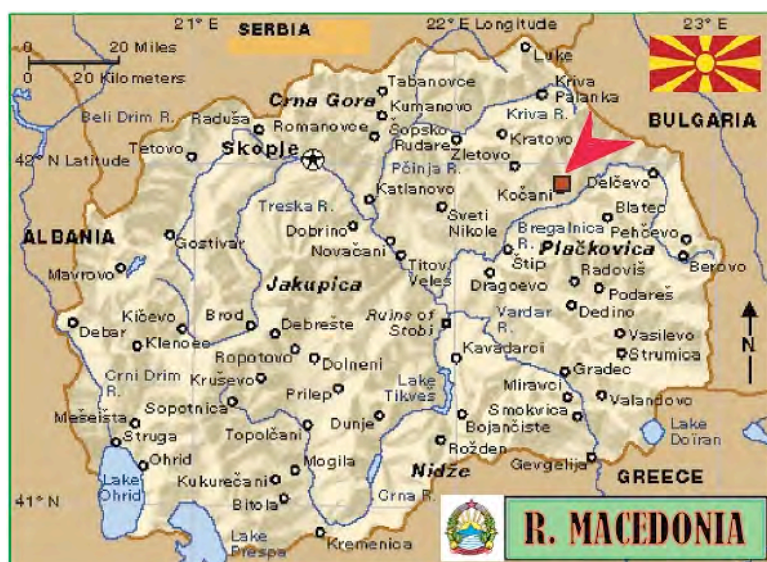 21° E
SERBIA
22° E Longitude
23° E
0 20 Miles
0 20 Kilometers
Luke
Tabanovce
Crna Gora
Kriva
Palanka
Kumanovo
Beli Drim R.
Raduša
Romanovce
Kriva R.
BULGARIA
Šopsko
Rudare
Kratovo
Skopje
Zletovo
42° N Latitude
Tetovo
Pčinja R.
Katlanovo
Kočani
Delčevo
Treska R.
Sveti
Nikole
Blatec
Bregalnica
R.
Dobrino
Pehčevo
ALBANIA
Gostivar
Novačani
Plačkovica
Štip
Titov
Veles
Berovo
Mavrovo
Radoviš
Dragoevo
Jakupica
Podareš
Vardar
R.
Dedino
Kičevo
Brod
Ruins of
Stobi
Debar
Debrešte
Vasilevo
Klenoec
N
Ropotovo
Dolneni
Kavadarci
Strumica
Gradec
Crni Drim
R.
Kruševo
Lake
Tikveš
Miravci
Prilep
Valandovo
Mešeišta
Sopotnica
Smokvica
Dunje
Bojančište
Lake
Doïran
Struga
Topolčani
Rožden
Ohrid
Mogila
Nidže
Gevgelija
Lake
Ohrid
Kukurečani
GREECE
41° N
Bitola
Crna R.
Lake
Prespa
Kremenica
R. MACEDONIA